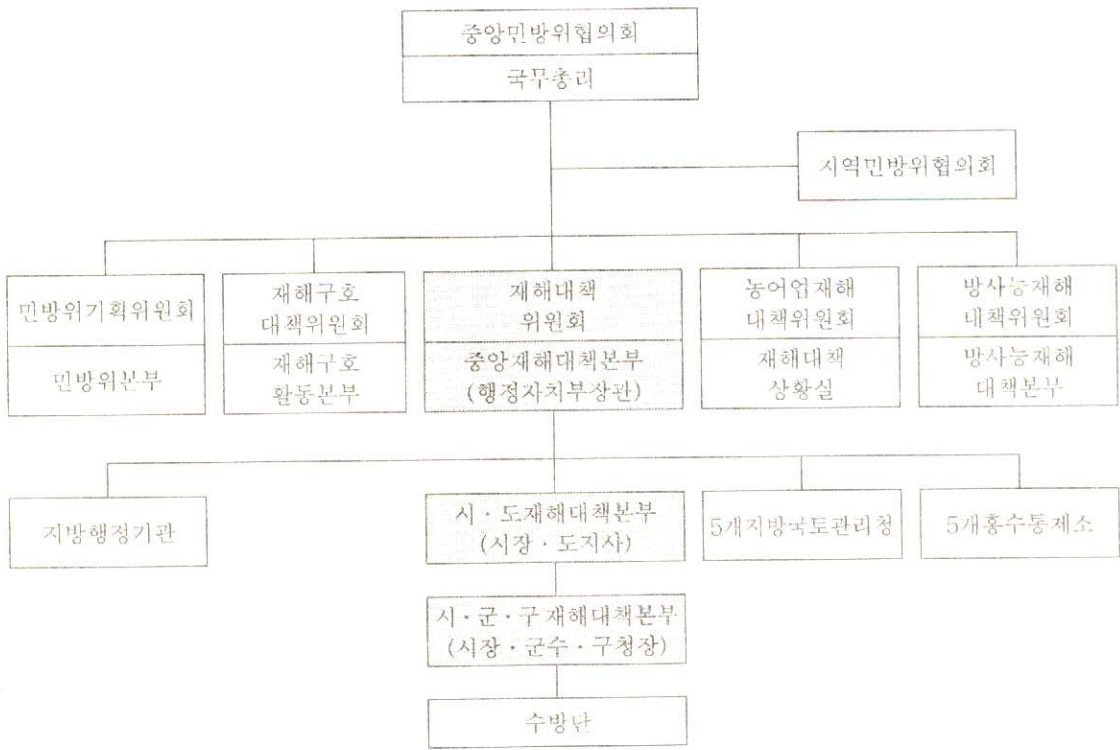 중앙민방위협의회
국무총리
지역민방위협의회
민방위기획위원회
민방위본부
재해구호
대책위원회
재해구호
활동본부
재해대책
위원회
중앙재해대책본부
(행정자치부장관)
농어업재해
대책위원회
재해대책
상황실
방사능재해
대책위원회
방사능재해
대책본부
지방행정기관
시・도재해대책본부
(시장・도지사)
5개지방국토관리청
5개홍수통제소
시・군・구 재해대책본부
(시장・군수・구청장)
수방단